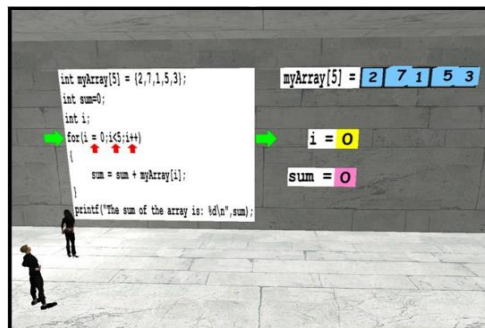 int myArray[5] = {2,7,1,5,3};
int sum=0;
int i;
for(i = 0;i<5;i++)
{
sum = sum + myArray[i];
}
printf("The sum of the array is: %d\n",sum);
myArray[5] = 2 7 1 5 3
i = 0
sum = 0